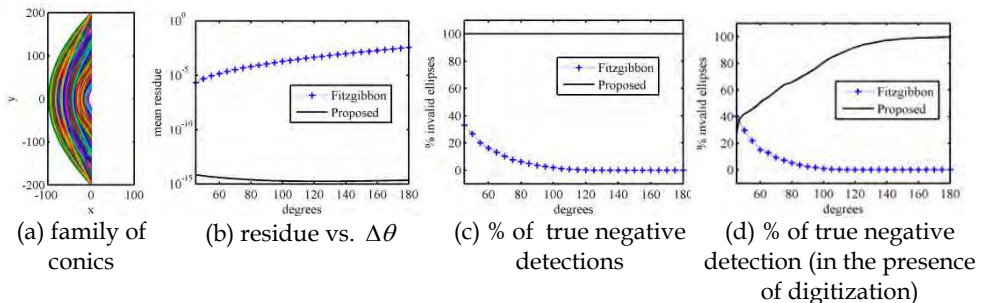 200
100
y
0
-100
-200
-100 0 100
x
10^0
10^-5
10^-10
10^-15
mean residue
Fitzgibbon
Proposed
60 80 100 120 140 160 180
degrees
100
80
60
40
20
0
% invalid ellipses
Fitzgibbon
Proposed
60 80 100 120 140 160 180
degrees
100
80
60
40
20
0
% invalid ellipses
Fitzgibbon
Proposed
60 80 100 120 140 160 180
degrees
(a) family of
conics
(b) residue vs. Δθ
(c) % of true negative
detections
(d) % of true negative
detection (in the presence
of digitization)